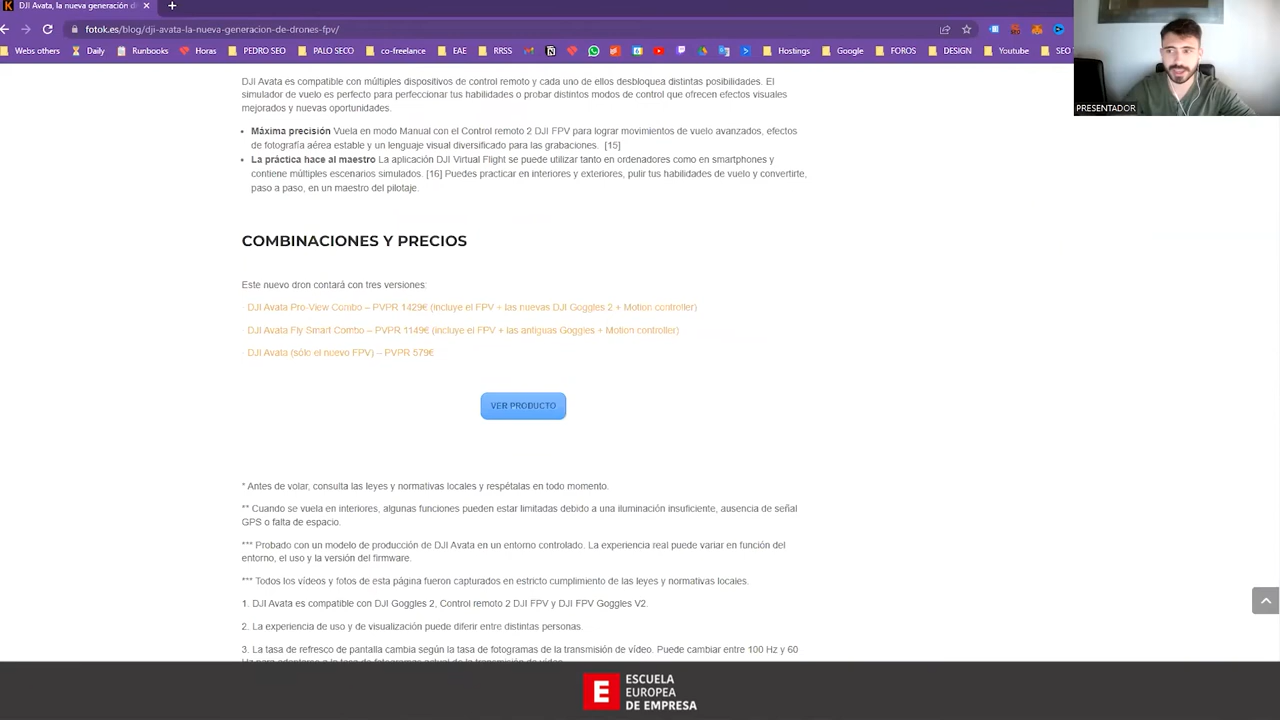 DJI Avata, la nueva generación d
fotok.es/blog/dji-avata-la-nueva-generacion-de-drones-fpv/
Webs others Daily Runbooks Horas PEDRO SEO PALO SECO co-freelance EAE RRSS Hostings Google FOROS DESIGN Youtube SEO
PRESENTADOR
DJI Avata es compatible con múltiples dispositivos de control remoto y cada uno de ellos desbloquea distintas posibilidades. El
simulador de vuelo es perfecto para perfeccionar tus habilidades o probar distintos modos de control que ofrecen efectos visuales
mejorados y nuevas oportunidades.
• Máxima precisión Vuela en modo Manual con el Control remoto 2 DJI FPV para lograr movimientos de vuelo avanzados, efectos
de fotografía aérea estable y un lenguaje visual diversificado para las grabaciones. [15]
• La práctica hace al maestro La aplicación DJI Virtual Flight se puede utilizar tanto en ordenadores como en smartphones y
contiene múltiples escenarios simulados. [16] Puedes practicar en interiores y exteriores, pulir tus habilidades de vuelo y convertirte,
paso a paso, en un maestro del pilotaje.
COMBINACIONES Y PRECIOS
Este nuevo dron contará con tres versiones:
· DJI Avata Pro-View Combo – PVPR 1429€ (incluye el FPV + las nuevas DJI Goggles 2 + Motion controller)
· DJI Avata Fly Smart Combo – PVPR 1149€ (incluye el FPV + las antiguas Goggles + Motion controller)
· DJI Avata (sólo el nuevo FPV) – PVPR 579€
VER PRODUCTO
* Antes de volar, consulta las leyes y normativas locales y respétalas en todo momento.
** Cuando se vuela en interiores, algunas funciones pueden estar limitadas debido a una iluminación insuficiente, ausencia de señal
GPS o falta de espacio.
*** Probado con un modelo de producción de DJI Avata en un entorno controlado. La experiencia real puede variar en función del
entorno, el uso y la versión del firmware.
*** Todos los vídeos y fotos de esta página fueron capturados en estricto cumplimiento de las leyes y normativas locales.
1. DJI Avata es compatible con DJI Goggles 2, Control remoto 2 DJI FPV y DJI FPV Goggles V2.
2. La experiencia de uso y de visualización puede diferir entre distintas personas.
3. La tasa de refresco de pantalla cambia según la tasa de fotogramas de la transmisión de vídeo. Puede cambiar entre 100 Hz y 60
Hz para adaptarse a la tasa de fotogramas actual de la transmisión de vídeo.
E ESCUELA
EUROPEA
DE EMPRESA